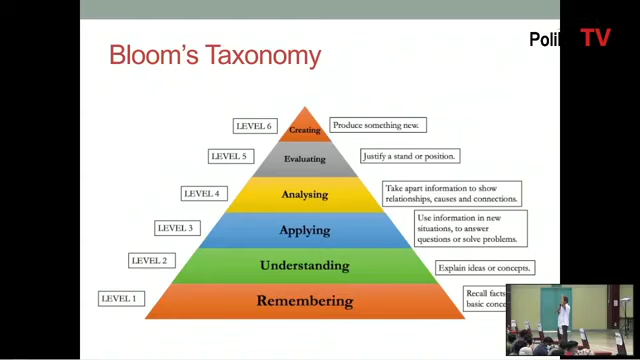 Polik TV
Bloom's Taxonomy
LEVEL 6
Creating
Produce something new.
LEVEL 5
Evaluating
Justify a stand or position.
LEVEL 4
Analysing
Take apart information to show
relationships, causes and connections.
LEVEL 3
Applying
Use information in new
situations, to answer
questions or solve problems.
LEVEL 2
Understanding
Explain ideas or concepts.
LEVEL 1
Remembering
Recall facts
basic